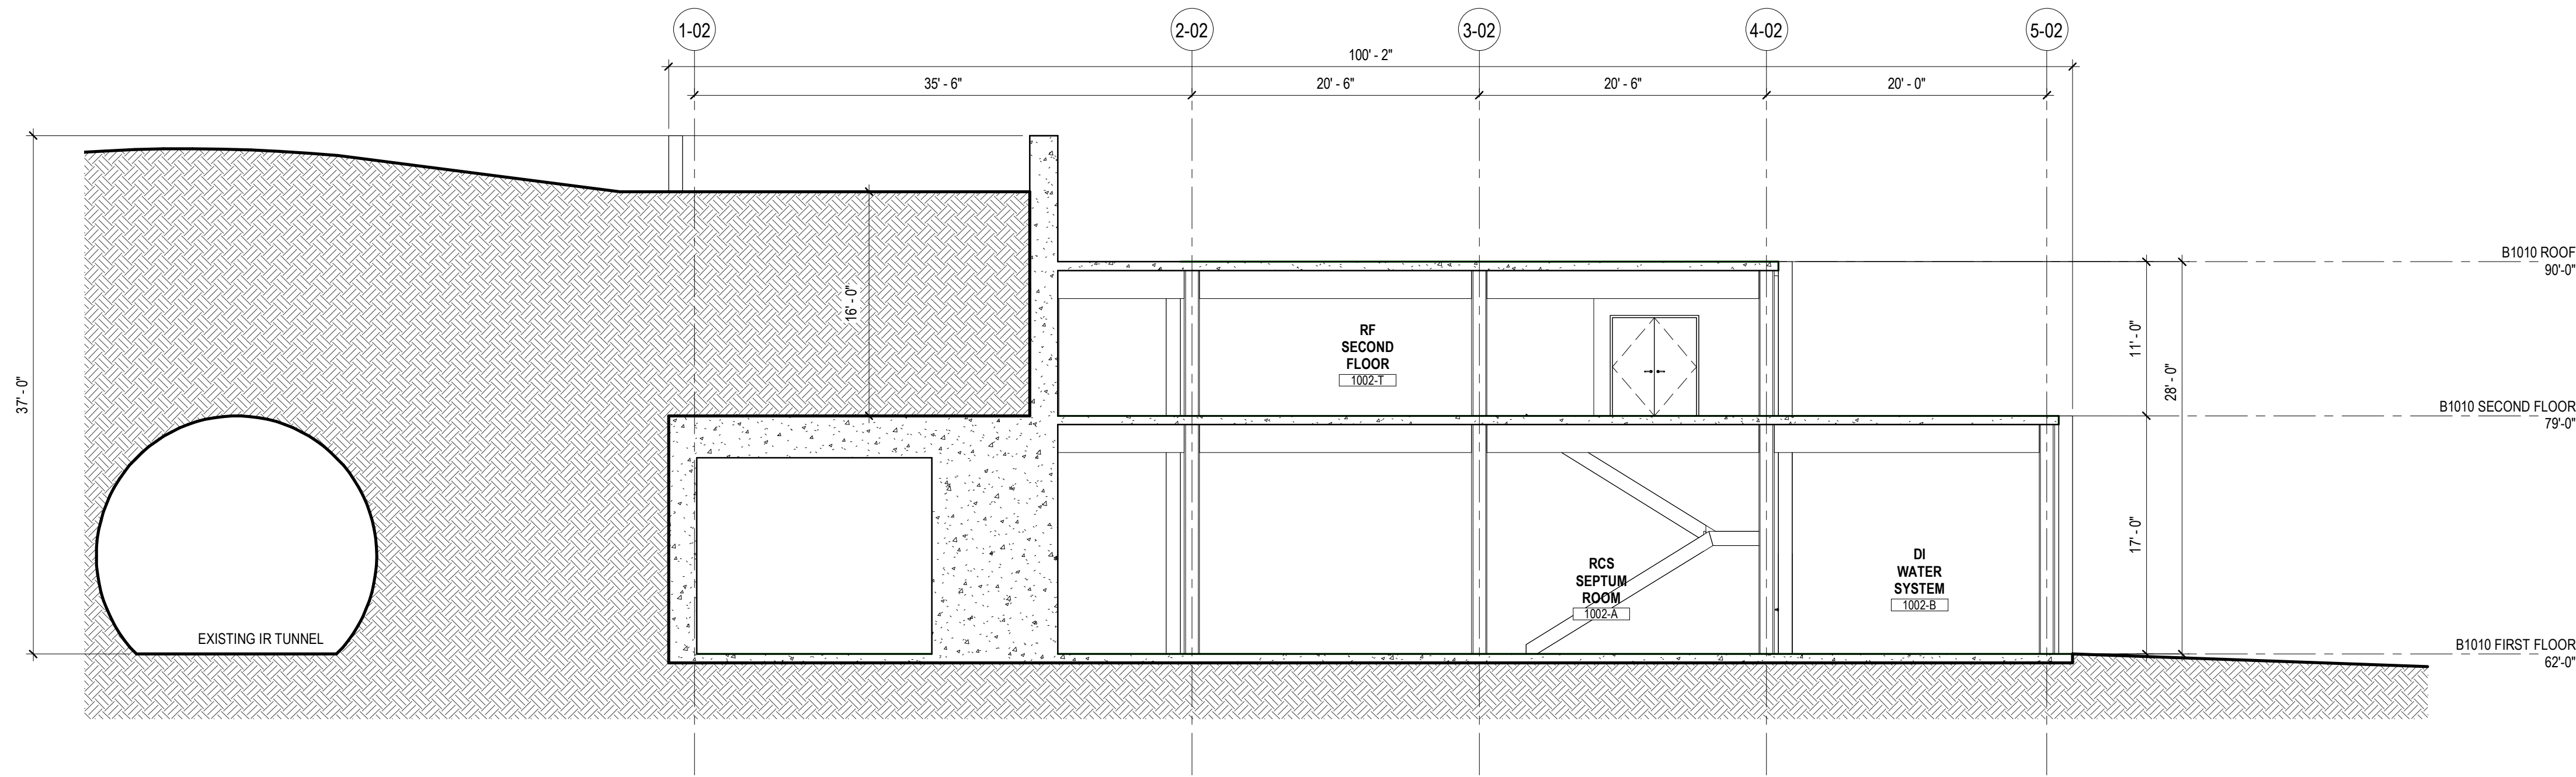 1-02
2-02
3-02
4-02
5-02
100' - 2"
35' - 6"
20' - 6"
20' - 6"
20' - 0"
37' - 0"
16' - 0"
B1010 ROOF
90'-0"
11' - 0"
28' - 0"
RF
SECOND
FLOOR
1002-T
B1010 SECOND FLOOR
79'-0"
17' - 0"
RCS
SEPTUM
ROOM
1002-A
DI
WATER
SYSTEM
1002-B
EXISTING IR TUNNEL
B1010 FIRST FLOOR
62'-0"